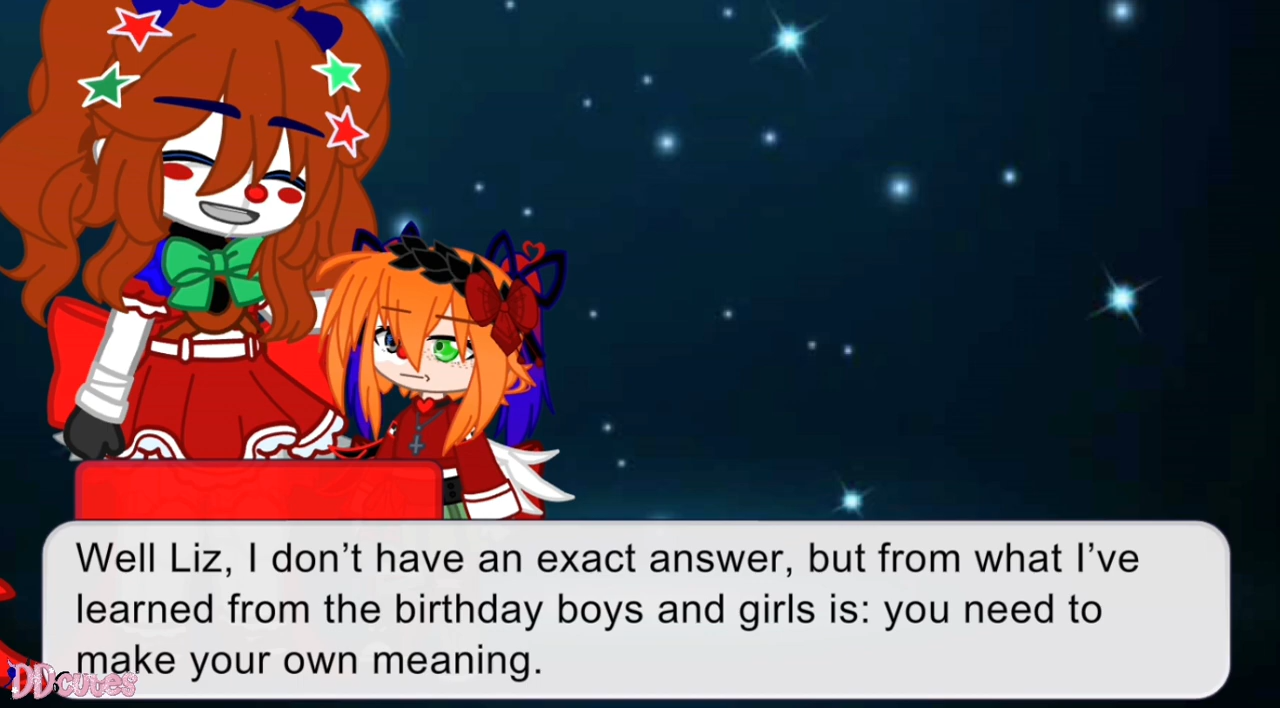 Well Liz, I don’t have an exact answer, but from what I’ve
learned from the birthday boys and girls is: you need to
make your own meaning.
DDcutes